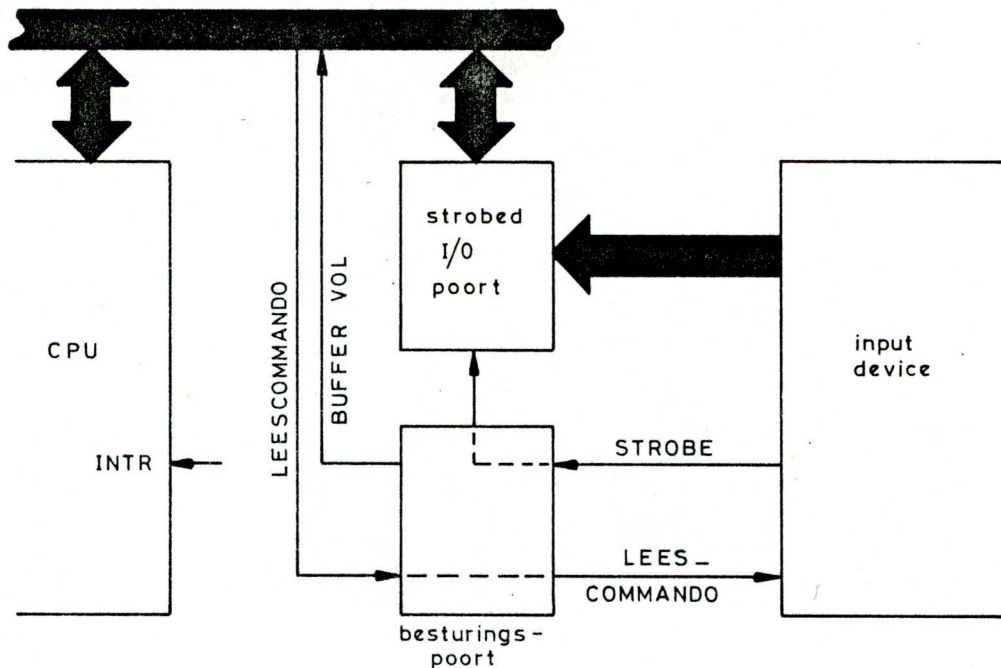 strobed
I/O
poort
CPU
INTR
LEESCOMMANDO
BUFFER VOL
input
device
STROBE
LEES_
COMMANDO
besturings-
poort